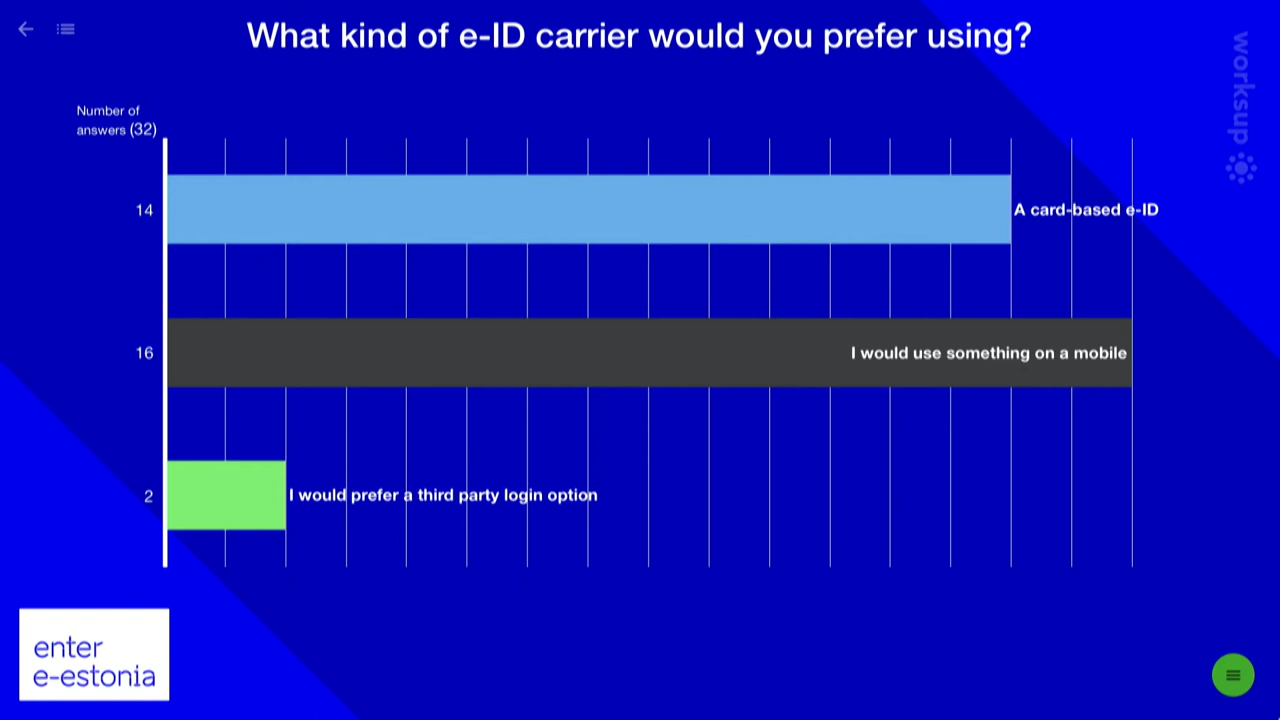 What kind of e-ID carrier would you prefer using?
worksup
Number of
answers (32)
14
A card-based e-ID
16
I would use something on a mobile
2
I would prefer a third party login option
enter
e-estonia